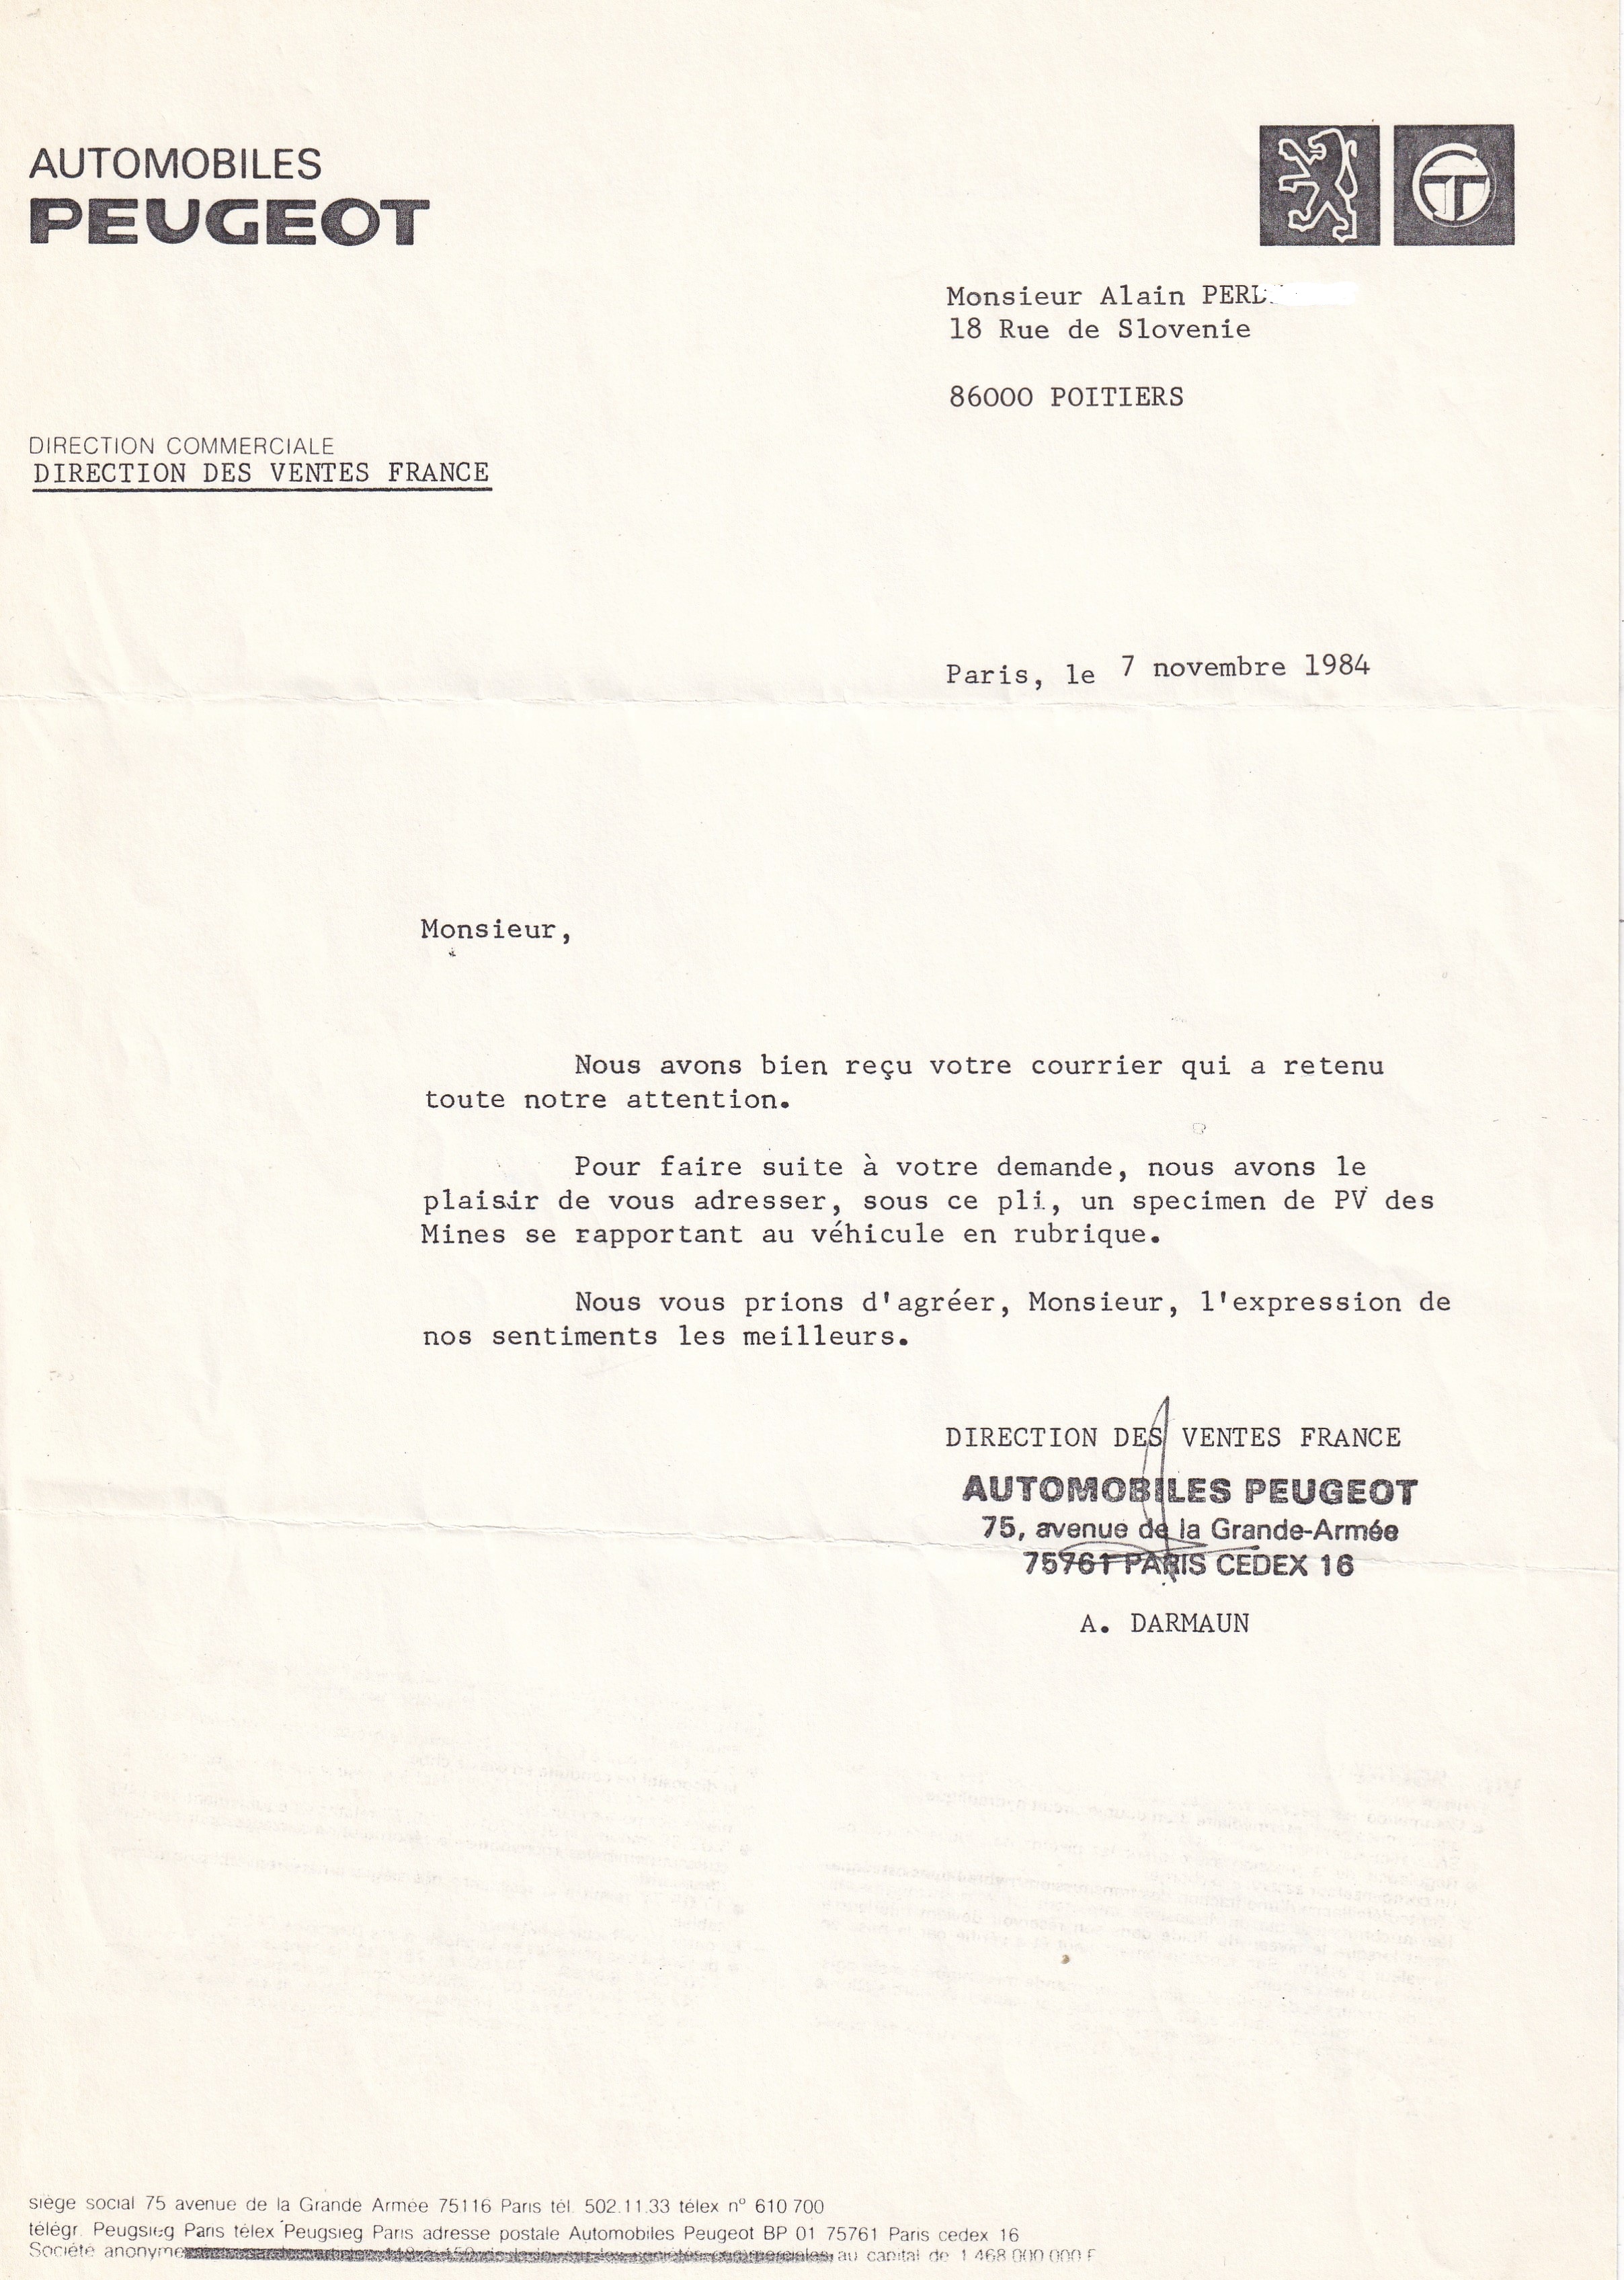 AUTOMOBILES
PEUGEOT
Monsieur Alain PERL
18 Rue de Slovenie
86000 POITIERS
DIRECTION COMMERCIALE
DIRECTION DES VENTES FRANCE
Paris, le 7 novembre 1984
Monsieur,
Nous avons bien reçu votre courrier qui a retenu
toute notre attention.
Pour faire suite à votre demande, nous avons le
plaisir de vous adresser, sous ce pli, un specimen de PV des
Mines se rapportant au véhicule en rubrique.
Nous vous prions d'agréer, Monsieur, l'expression de
nos sentiments les meilleurs.
DIRECTION DES VENTES FRANCE
AUTOMOBILES PEUGEOT
75, avenue de la Grande-Armée
75761 PARIS CEDEX 16
A. DARMAUN
siège social 75 avenue de la Grande Armée 75116 Paris tél. 502.11.33 télex nº 610 700
télégr. Peugsieg Paris télex Peugsieg Paris adresse postale Automobiles Peugeot BP 01 75761 Paris cedex 16
Société anonyme au capital de 1 468 000 000 F